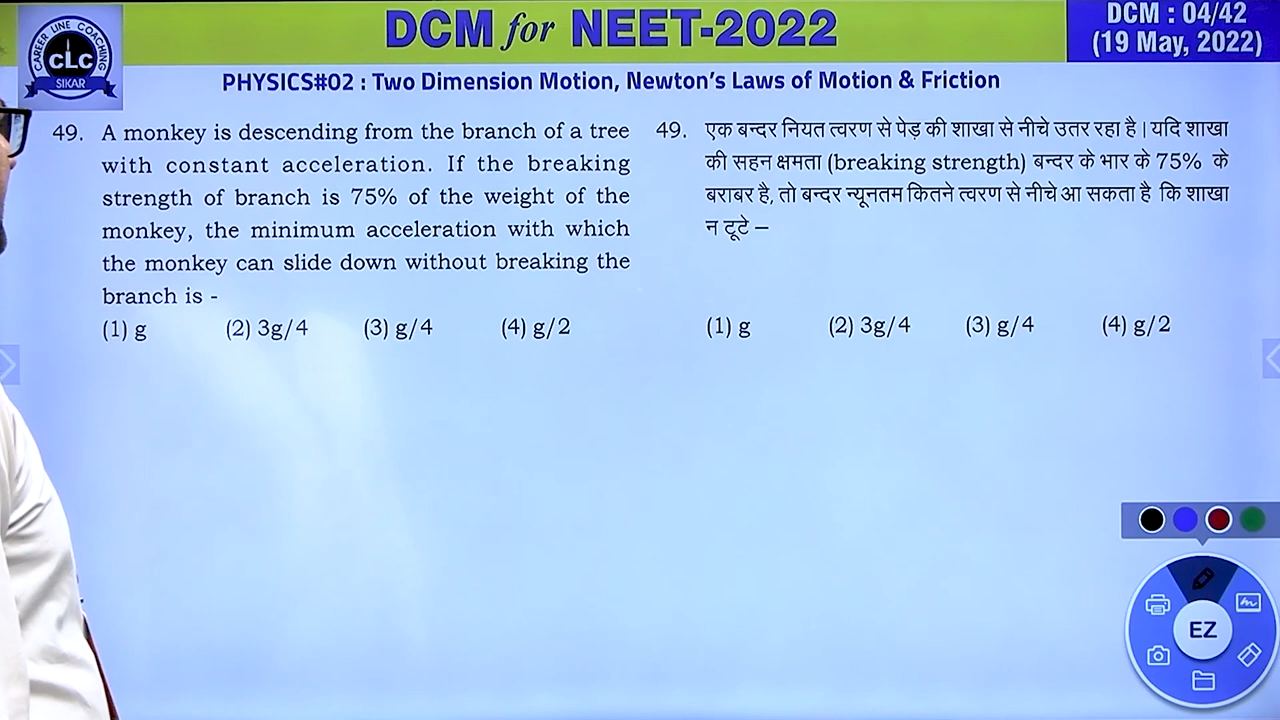 CAREER LINE COACHING
CLC
SIKAR
DCM for NEET-2022
DCM : 04/42
(19 May, 2022)
PHYSICS#02 : Two Dimension Motion, Newton's Laws of Motion & Friction
49. A monkey is descending from the branch of a tree
with constant acceleration. If the breaking
strength of branch is 75% of the weight of the
monkey, the minimum acceleration with which
the monkey can slide down without breaking the
branch is -
(1) g (2) 3g/4 (3) g/4 (4) g/2
49. एक बन्दर नियत त्वरण से पेड़ की शाखा से नीचे उतर रहा है। यदि शाखा
की सहन क्षमता (breaking strength) बन्दर के भार के 75% के
बराबर है, तो बन्दर न्यूनतम कितने त्वरण से नीचे आ सकता है कि शाखा
न टूटे –
(1) g (2) 3g/4 (3) g/4 (4) g/2
EZ